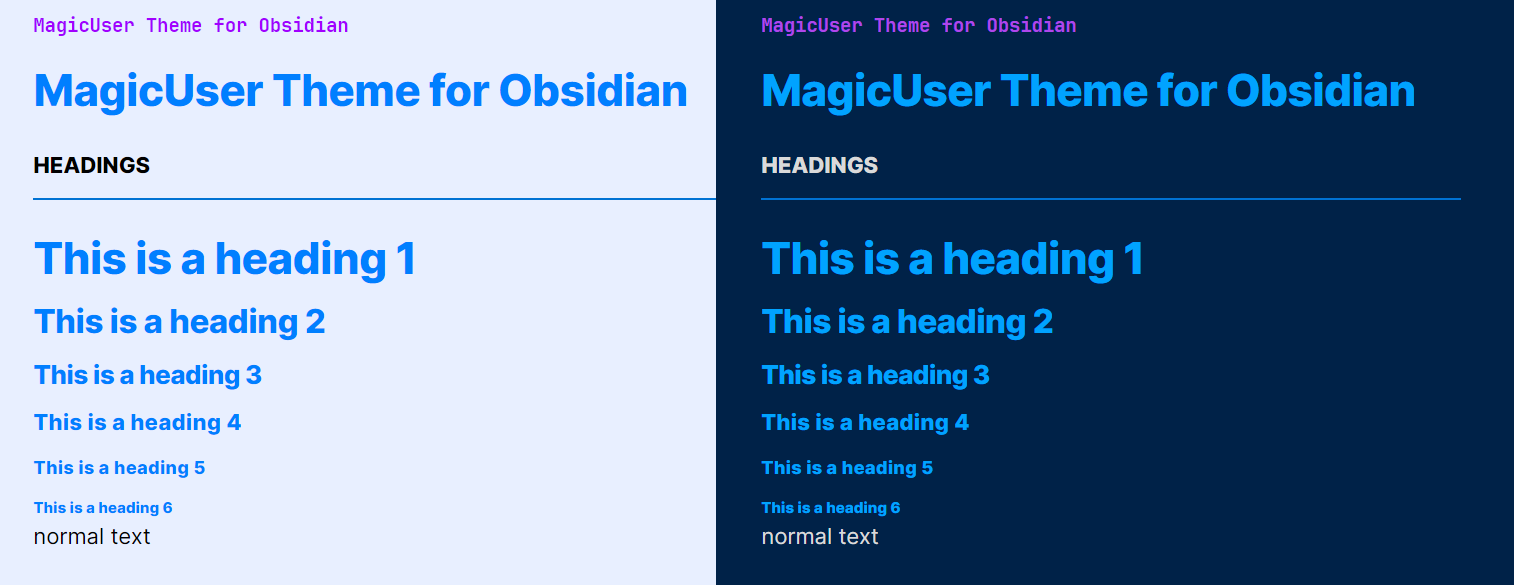 MagicUser Theme for Obsidian
MagicUser Theme for Obsidian
HEADINGS
This is a heading 1
This is a heading 2
This is a heading 3
This is a heading 4
This is a heading 5
This is a heading 6
normal text
MagicUser Theme for Obsidian
MagicUser Theme for Obsidian
HEADINGS
This is a heading 1
This is a heading 2
This is a heading 3
This is a heading 4
This is a heading 5
This is a heading 6
normal text